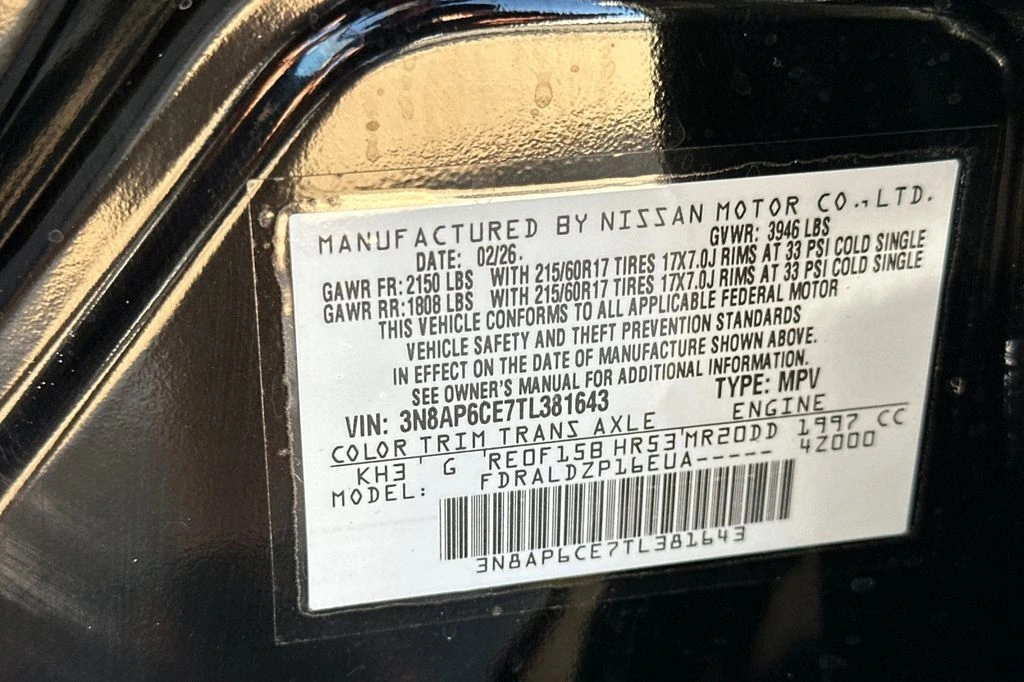 MANUFACTURED BY NISSAN MOTOR CO.,LTD.
DATE: 02/26. GVWR: 3946 LBS
GAWR FR: 2150 LBS WITH 215/60R17 TIRES 17X7.0J RIMS AT 33 PSI COLD SINGLE
GAWR RR: 1808 LBS WITH 215/60R17 TIRES 17X7.0J RIMS AT 33 PSI COLD SINGLE
THIS VEHICLE CONFORMS TO ALL APPLICABLE FEDERAL MOTOR
VEHICLE SAFETY AND THEFT PREVENTION STANDARDS
IN EFFECT ON THE DATE OF MANUFACTURE SHOWN ABOVE.
SEE OWNER'S MANUAL FOR ADDITIONAL INFORMATION.
VIN: 3N8AP6CE7TL381643 TYPE: MPV
COLOR TRIM TRANS AXLE ENGINE
KH3 G RE0F15B HR53 MR20DD 1997 CC
MODEL: FDRALDZP16EUA----- 4Z000
3N8AP6CE7TL381643